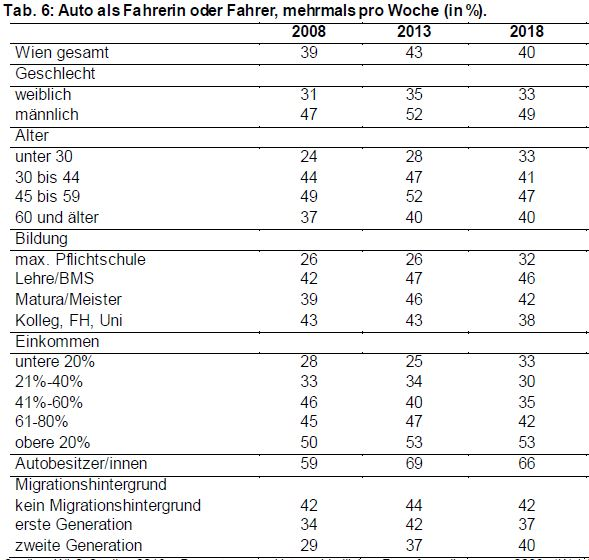 Tab. 6: Auto als Fahrerin oder Fahrer, mehrmals pro Woche (in %).
2008 2013 2018
Wien gesamt 39 43 40
Geschlecht
weiblich 31 35 33
männlich 47 52 49
Alter
unter 30 24 28 33
30 bis 44 44 47 41
45 bis 59 49 52 47
60 und älter 37 40 40
Bildung
max. Pflichtschule 26 26 32
Lehre/BMS 42 47 46
Matura/Meister 39 46 42
Kolleg, FH, Uni 43 43 38
Einkommen
untere 20% 28 25 33
21%-40% 33 34 30
41%-60% 46 40 35
61-80% 45 47 42
obere 20% 50 53 53
Autobesitzer/innen 59 69 66
Migrationshintergrund
kein Migrationshintergrund 42 44 42
erste Generation 34 42 37
zweite Generation 29 37 40